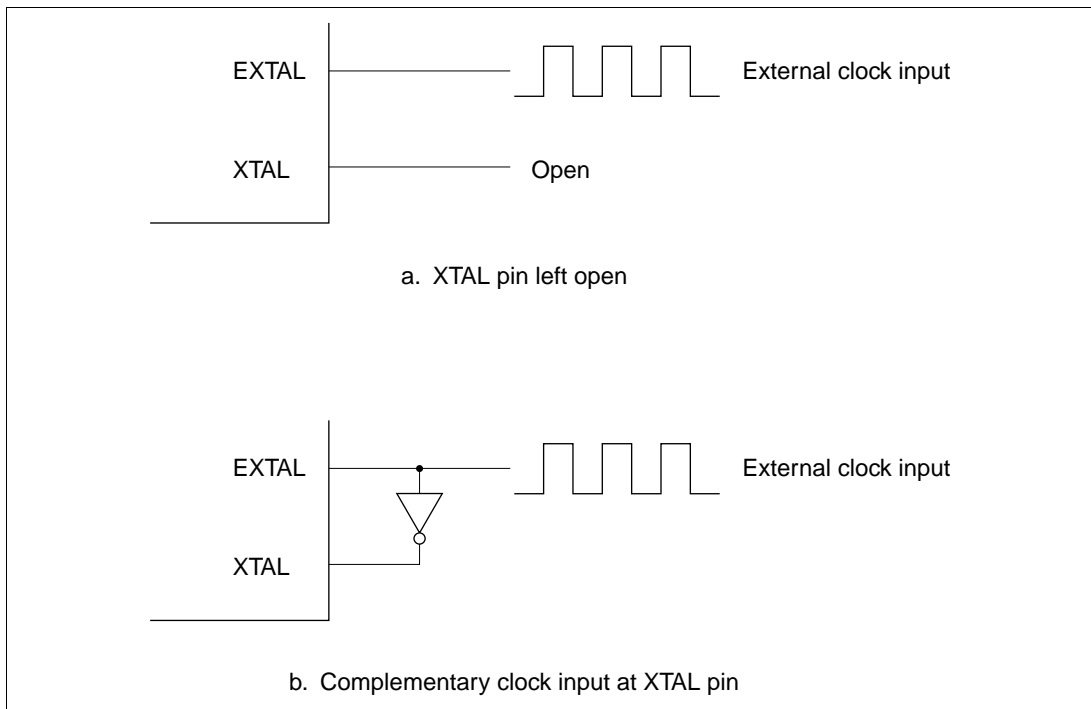 EXTAL
External clock input
XTAL
Open
a. XTAL pin left open
EXTAL
External clock input
XTAL
b. Complementary clock input at XTAL pin